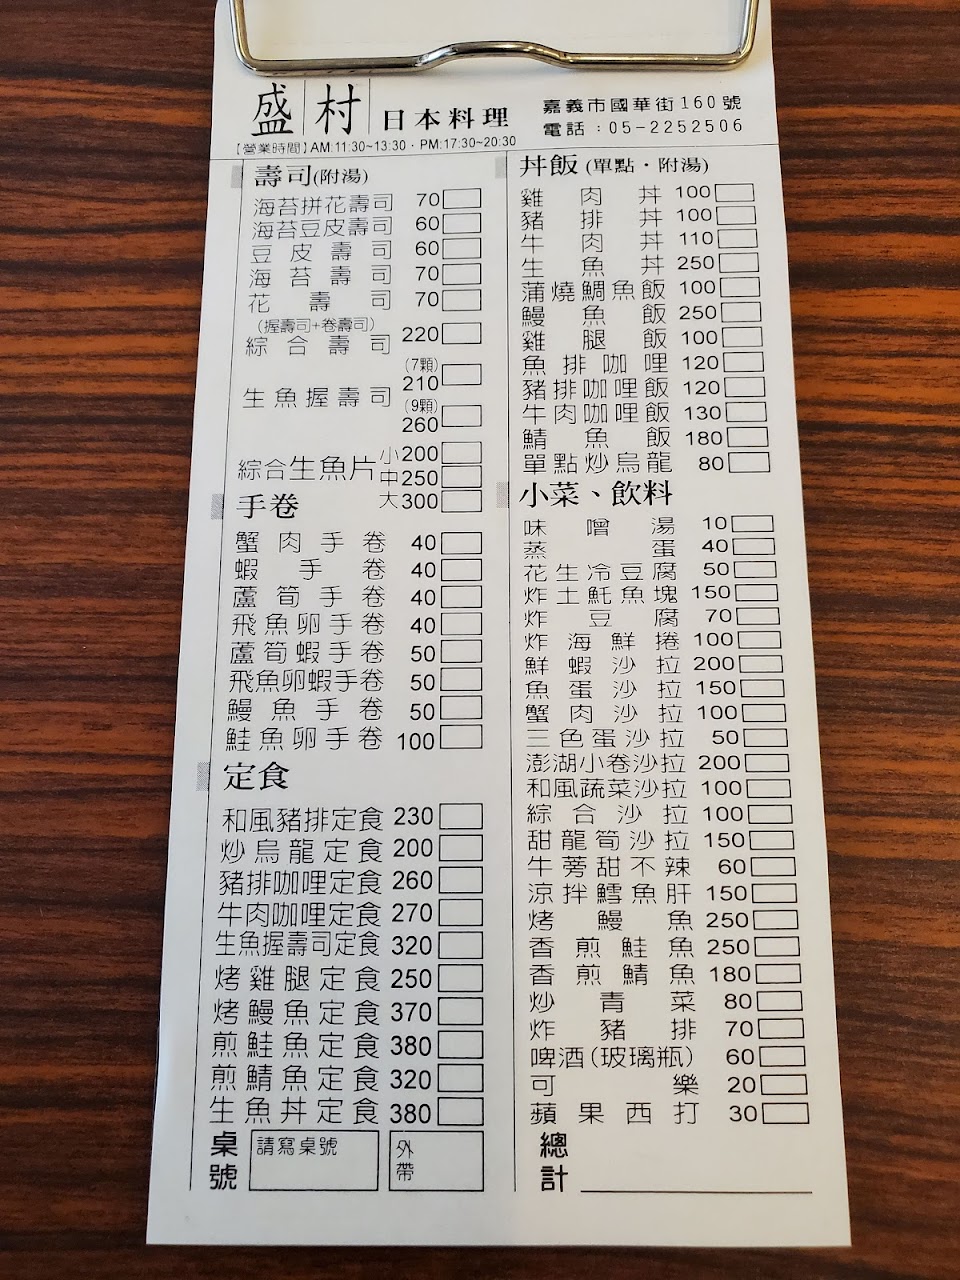 盛村 日本料理
嘉義市國華街160號
電話:05-2252506
【營業時間】AM:11:30~13:30 · PM:17:30~20:30
壽司(附湯)
海苔拼花壽司 70
海苔豆皮壽司 60
豆皮壽司 60
海苔壽司 70
花壽司 70
(握壽司+卷壽司)
綜合壽司 220
生魚握壽司 (7顆) 210
(9顆) 260
綜合生魚片 小200
中250
大300
手卷
蟹肉手卷 40
蝦手卷 40
蘆筍手卷 40
飛魚卵手卷 40
蘆筍蝦手卷 50
飛魚卵蝦手卷 50
鰻魚手卷 50
鮭魚卵手卷 100
定食
和風豬排定食 230
炒烏龍定食 200
豬排咖哩定食 260
牛肉咖哩定食 270
生魚握壽司定食 320
烤雞腿定食 250
烤鰻魚定食 370
煎鮭魚定食 380
煎鯖魚定食 320
生魚丼定食 380
桌號 請寫桌號 外帶
丼飯(單點·附湯)
雞肉丼 100
豬排丼 100
牛肉丼 110
生魚丼 250
蒲燒鯛魚飯 100
鰻魚飯 250
雞腿飯 100
魚排咖哩 120
豬排咖哩飯 120
牛肉咖哩飯 130
鯖魚飯 180
單點炒烏龍 80
小菜、飲料
味噌湯 10
蒸蛋 40
花生冷豆腐 50
炸土魠魚塊 150
炸豆腐 70
炸海鮮捲 100
鮮蝦沙拉 200
魚蛋沙拉 150
蟹肉沙拉 100
三色蛋沙拉 50
澎湖小卷沙拉 200
和風蔬菜沙拉 100
綜合沙拉 100
甜龍筍沙拉 150
牛蒡甜不辣 60
涼拌鱈魚肝 150
烤鰻魚 250
香煎鮭魚 250
香煎鯖魚 180
炒青菜 80
炸豬排 70
啤酒(玻璃瓶) 60
可樂 20
蘋果西打 30
總計